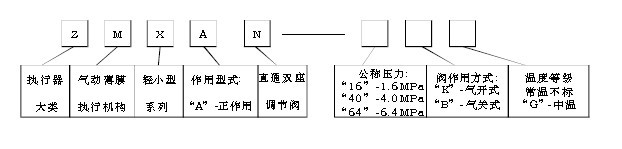 Z M X A N
执行器
大类
气动薄膜
执行机构
轻小型
系列
作用型式:
“A”-正作用
直通双座
调节阀
公称压力:
“16”-1.6MPa
“40”-4.0MPa
“64”-6.4MPa
阀作用方式:
“K”-气开式
“B”-气关式
温度等级
常温不标
“G”-中温